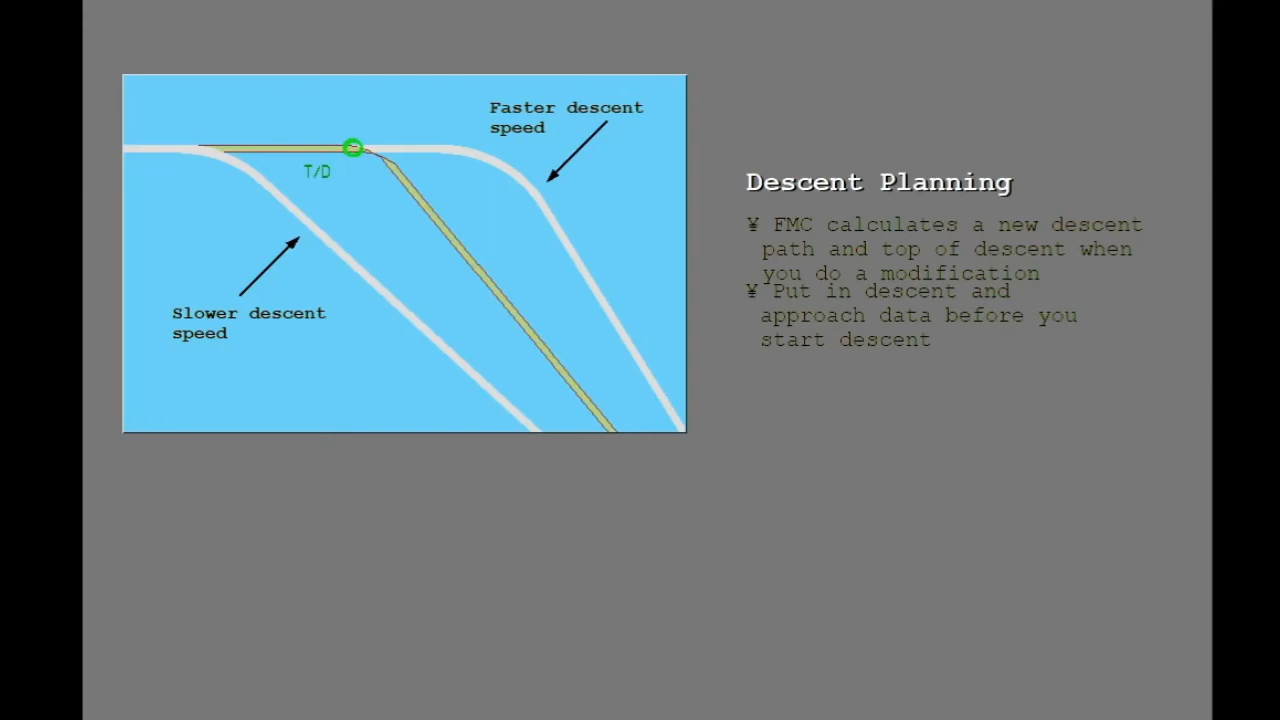 Faster descent
speed
T/D
Slower descent
speed
Descent Planning
¥ FMC calculates a new descent
path and top of descent when
you do a modification
¥ Put in descent and
approach data before you
start descent